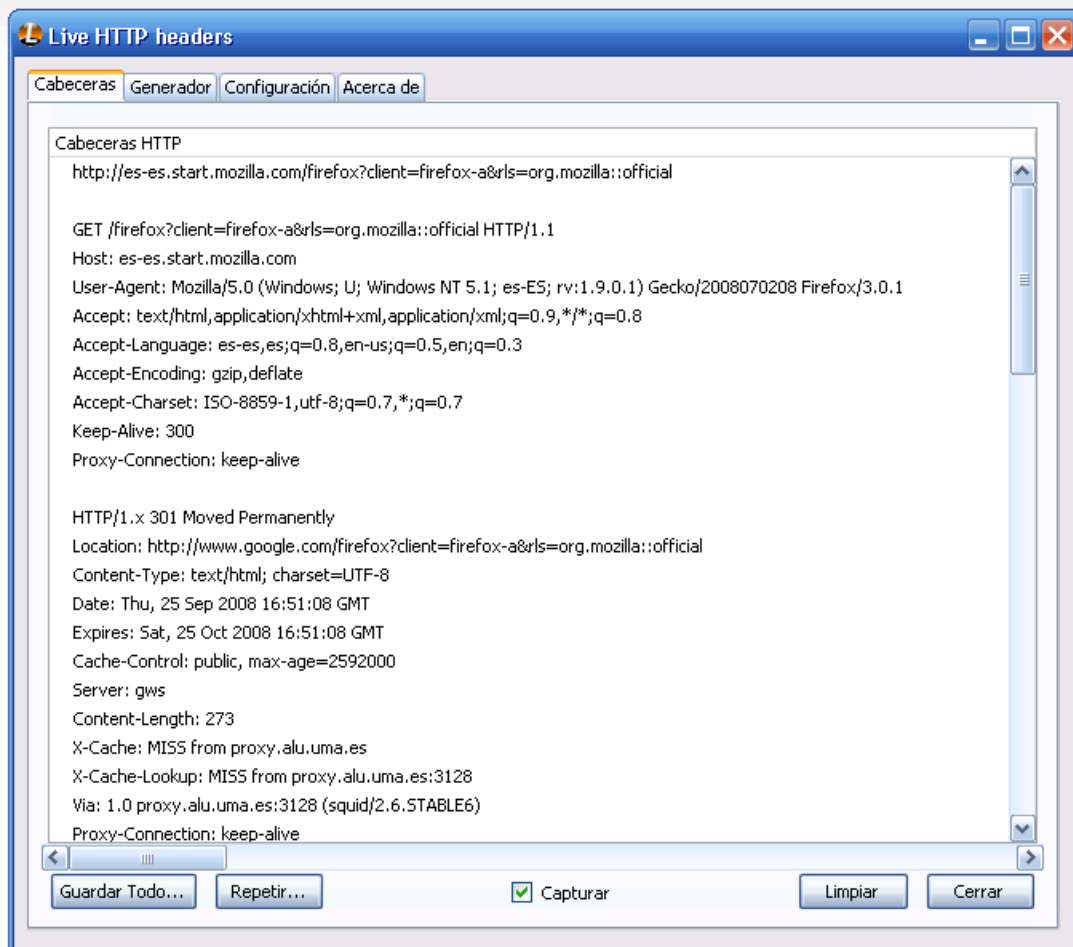 Live HTTP headers
Cabeceras Generador Configuración Acerca de
Cabeceras HTTP
http://es-es.start.mozilla.com/firefox?client=firefox-a&rls=org.mozilla::official
GET /firefox?client=firefox-a&rls=org.mozilla::official HTTP/1.1
Host: es-es.start.mozilla.com
User-Agent: Mozilla/5.0 (Windows; U; Windows NT 5.1; es-ES; rv:1.9.0.1) Gecko/2008070208 Firefox/3.0.1
Accept: text/html,application/xhtml+xml,application/xml;q=0.9,*/*;q=0.8
Accept-Language: es-es,es;q=0.8,en-us;q=0.5,en;q=0.3
Accept-Encoding: gzip,deflate
Accept-Charset: ISO-8859-1,utf-8;q=0.7,*;q=0.7
Keep-Alive: 300
Proxy-Connection: keep-alive
HTTP/1.x 301 Moved Permanently
Location: http://www.google.com/firefox?client=firefox-a&rls=org.mozilla::official
Content-Type: text/html; charset=UTF-8
Date: Thu, 25 Sep 2008 16:51:08 GMT
Expires: Sat, 25 Oct 2008 16:51:08 GMT
Cache-Control: public, max-age=2592000
Server: gws
Content-Length: 273
X-Cache: MISS from proxy.alu.uma.es
X-Cache-Lookup: MISS from proxy.alu.uma.es:3128
Via: 1.0 proxy.alu.uma.es:3128 (squid/2.6.STABLE6)
Proxy-Connection: keep-alive
Guardar Todo... Repetir... Capturar Limpiar Cerrar